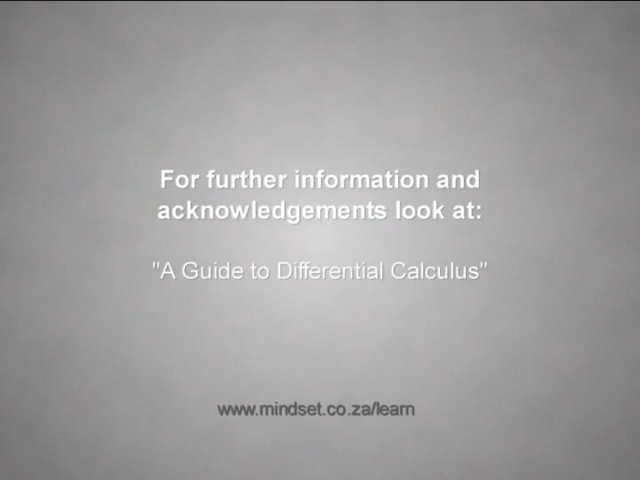 For further information and
acknowledgements look at:
"A Guide to Differential Calculus"
www.mindset.co.za/learn